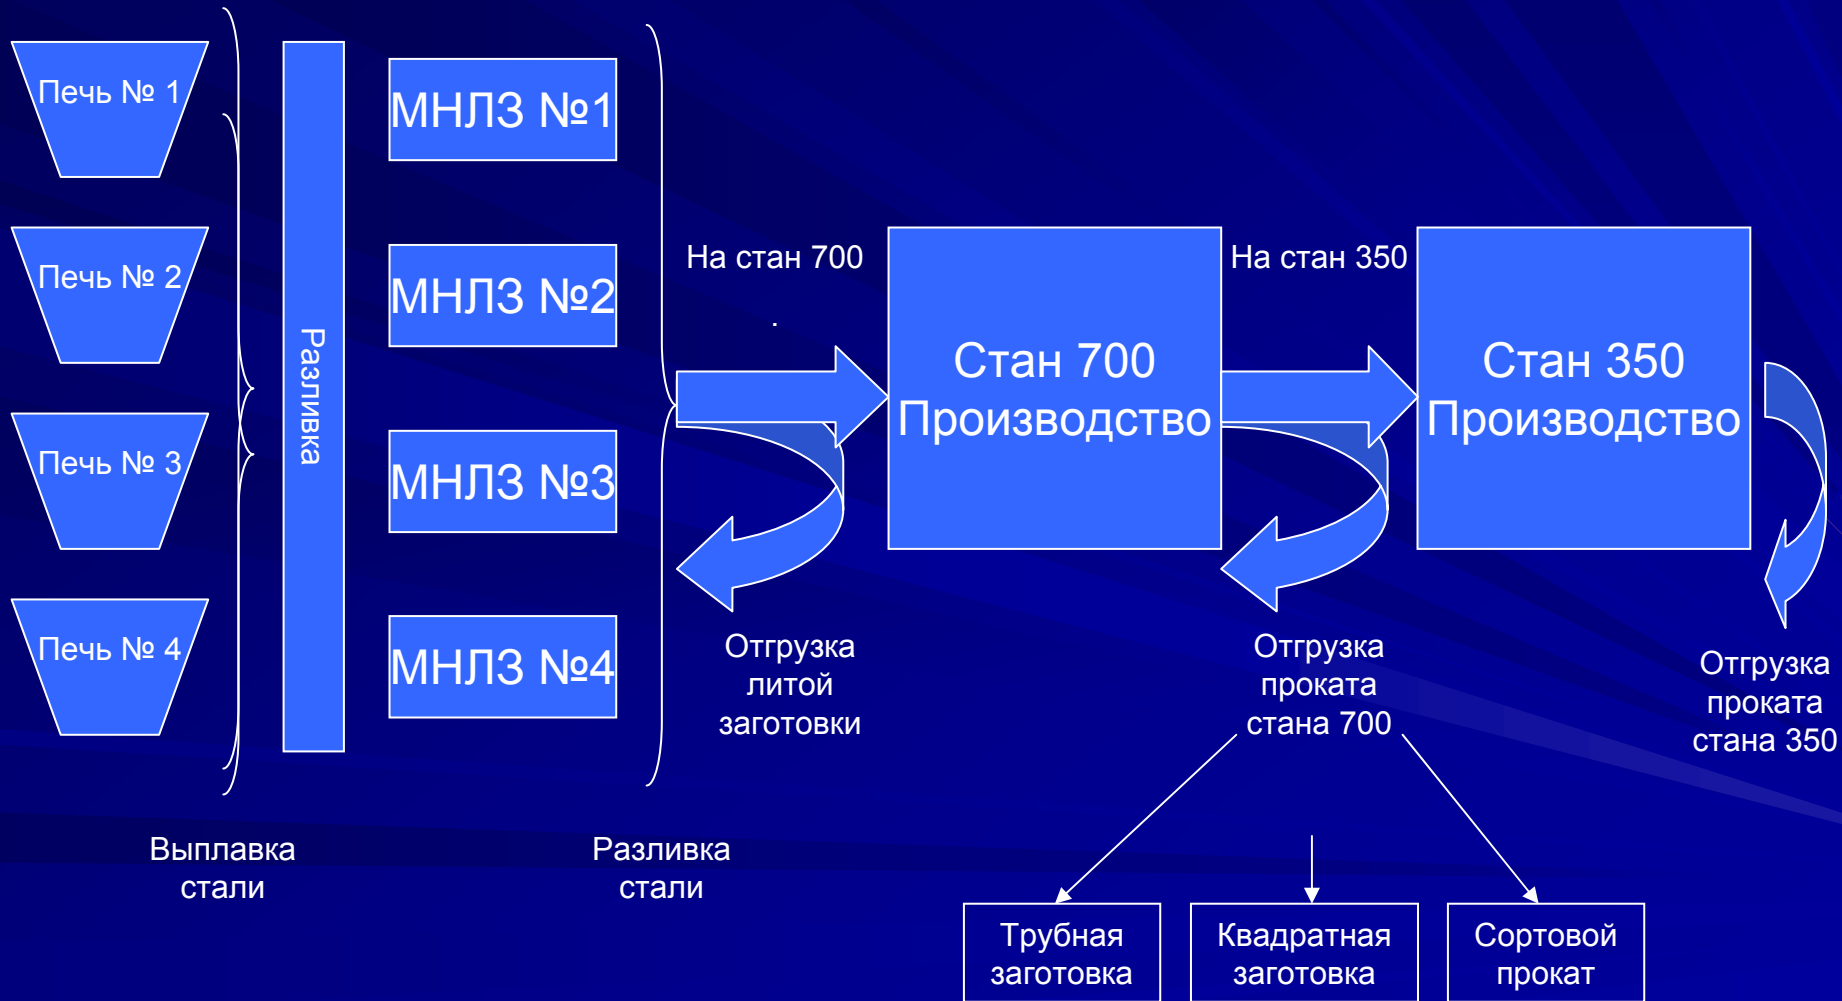 Печь № 1
Печь № 2
Печь № 3
Печь № 4
Разливка
МНЛЗ №1
МНЛЗ №2
МНЛЗ №3
МНЛЗ №4
На стан 700
.
Стан 700
Производство
На стан 350
Стан 350
Производство
Отгрузка
литой
заготовки
Отгрузка
проката
стана 700
Отгрузка
проката
стана 350
Выплавка
стали
Разливка
стали
Трубная
заготовка
Квадратная
заготовка
Сортовой
прокат